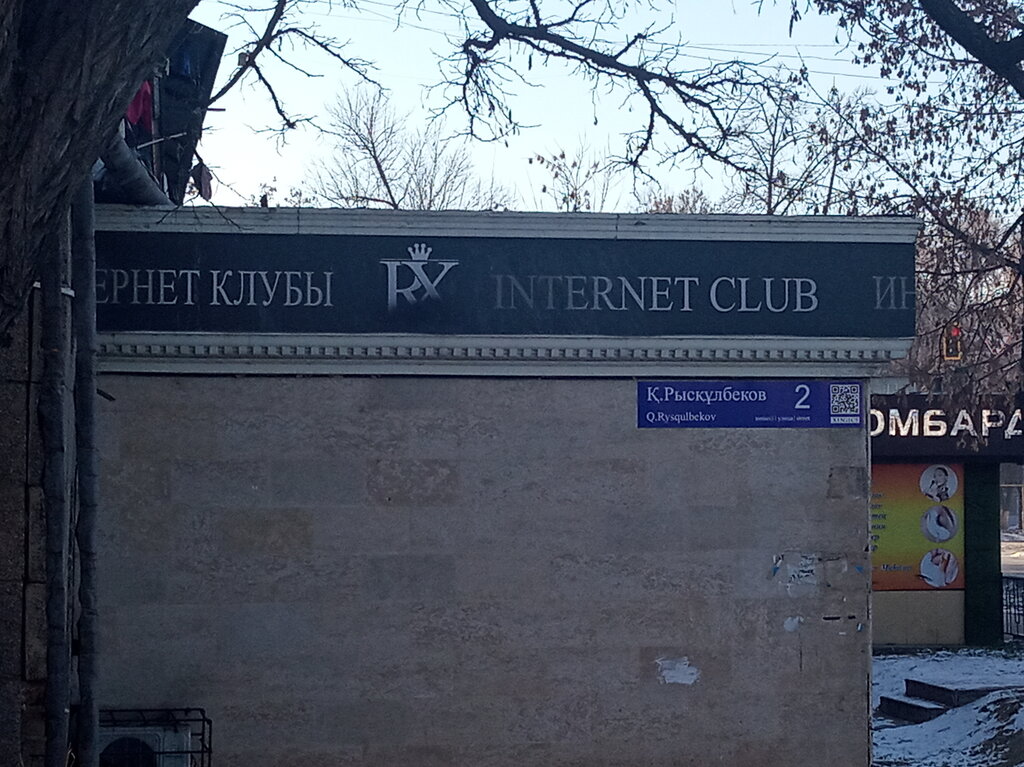 ЕРНЕТ КЛУБЫ RX INTERNET CLUB ИН
Қ.Рысқұлбеков 2
Q.Rysqulbekov
ОМБАРД